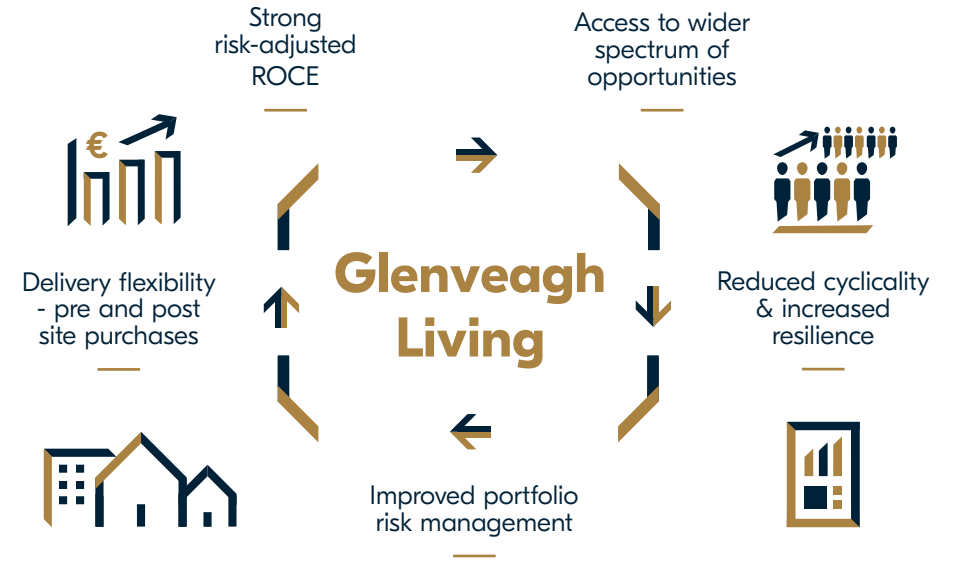 Strong
risk-adjusted
ROCE
Access to wider
spectrum of
opportunities
€
Delivery flexibility
- pre and post
site purchases
Glenveagh
Living
Reduced cyclicality
& increased
resilience
Improved portfolio
risk management